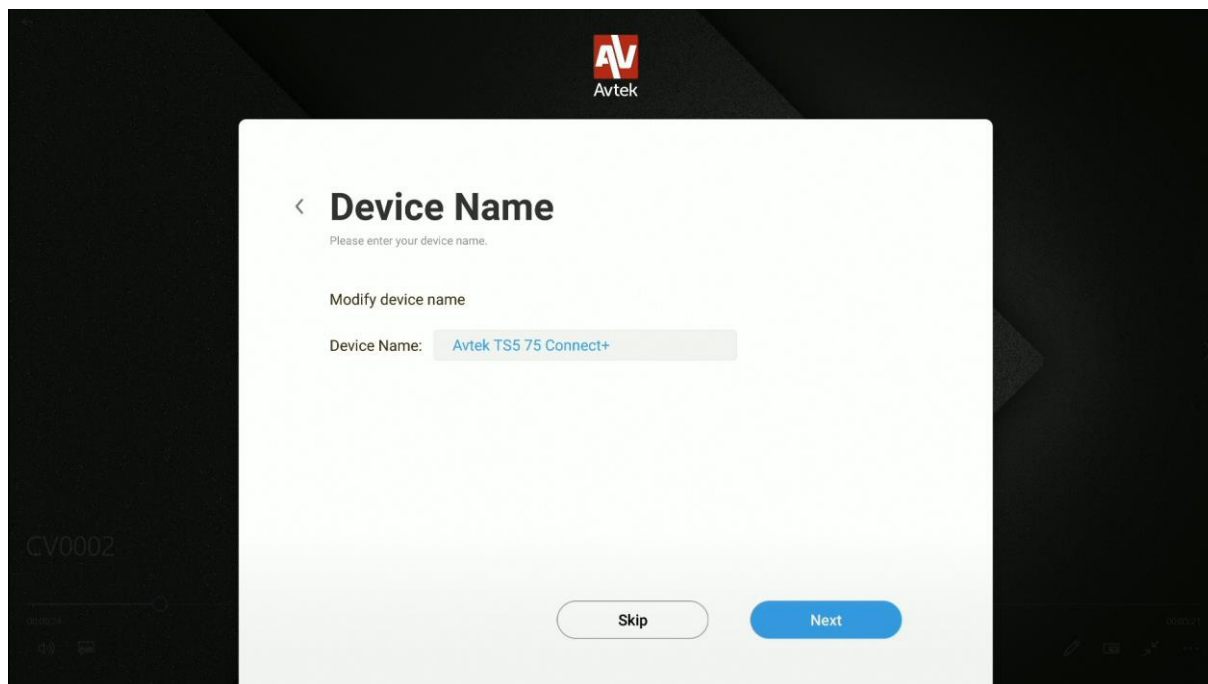 AV
Avtek
Device Name
Please enter your device name.
Modify device name
Device Name: Avtek TS5 75 Connect+
CV0002
Skip Next